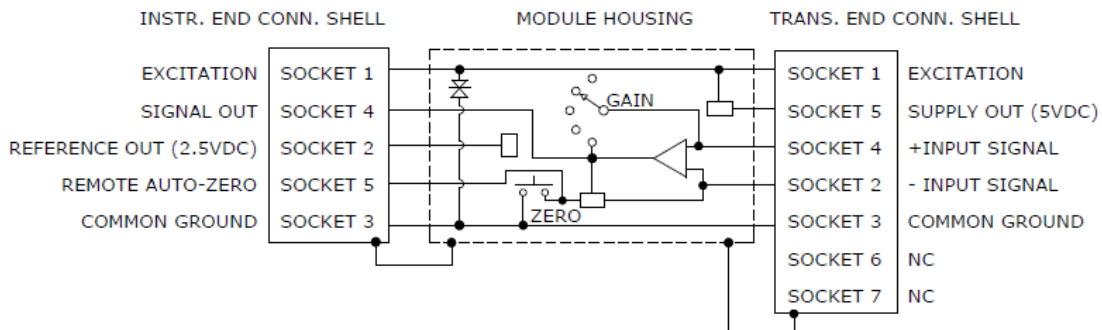 INSTR. END CONN. SHELL MODULE HOUSING TRANS. END CONN. SHELL
EXCITATION SOCKET 1 SOCKET 1 EXCITATION
GAIN
SIGNAL OUT SOCKET 4 SOCKET 5 SUPPLY OUT (5VDC)
REFERENCE OUT (2.5VDC) SOCKET 2 SOCKET 4 +INPUT SIGNAL
REMOTE AUTO-ZERO SOCKET 5 SOCKET 2 - INPUT SIGNAL
ZERO
COMMON GROUND SOCKET 3 SOCKET 3 COMMON GROUND
SOCKET 6 NC
SOCKET 7 NC